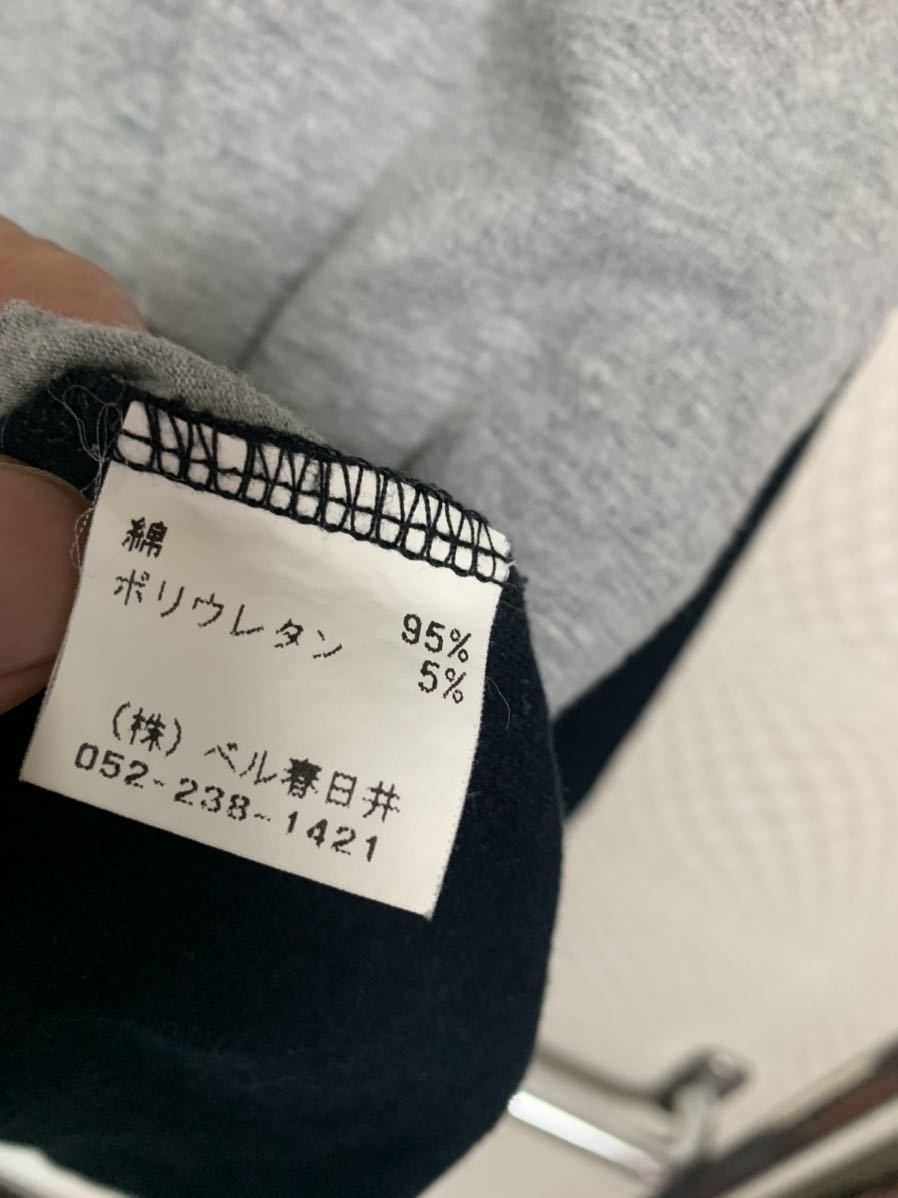 綿 95%
ポリウレタン 5%
(株)ベル春日井
052-238-1421